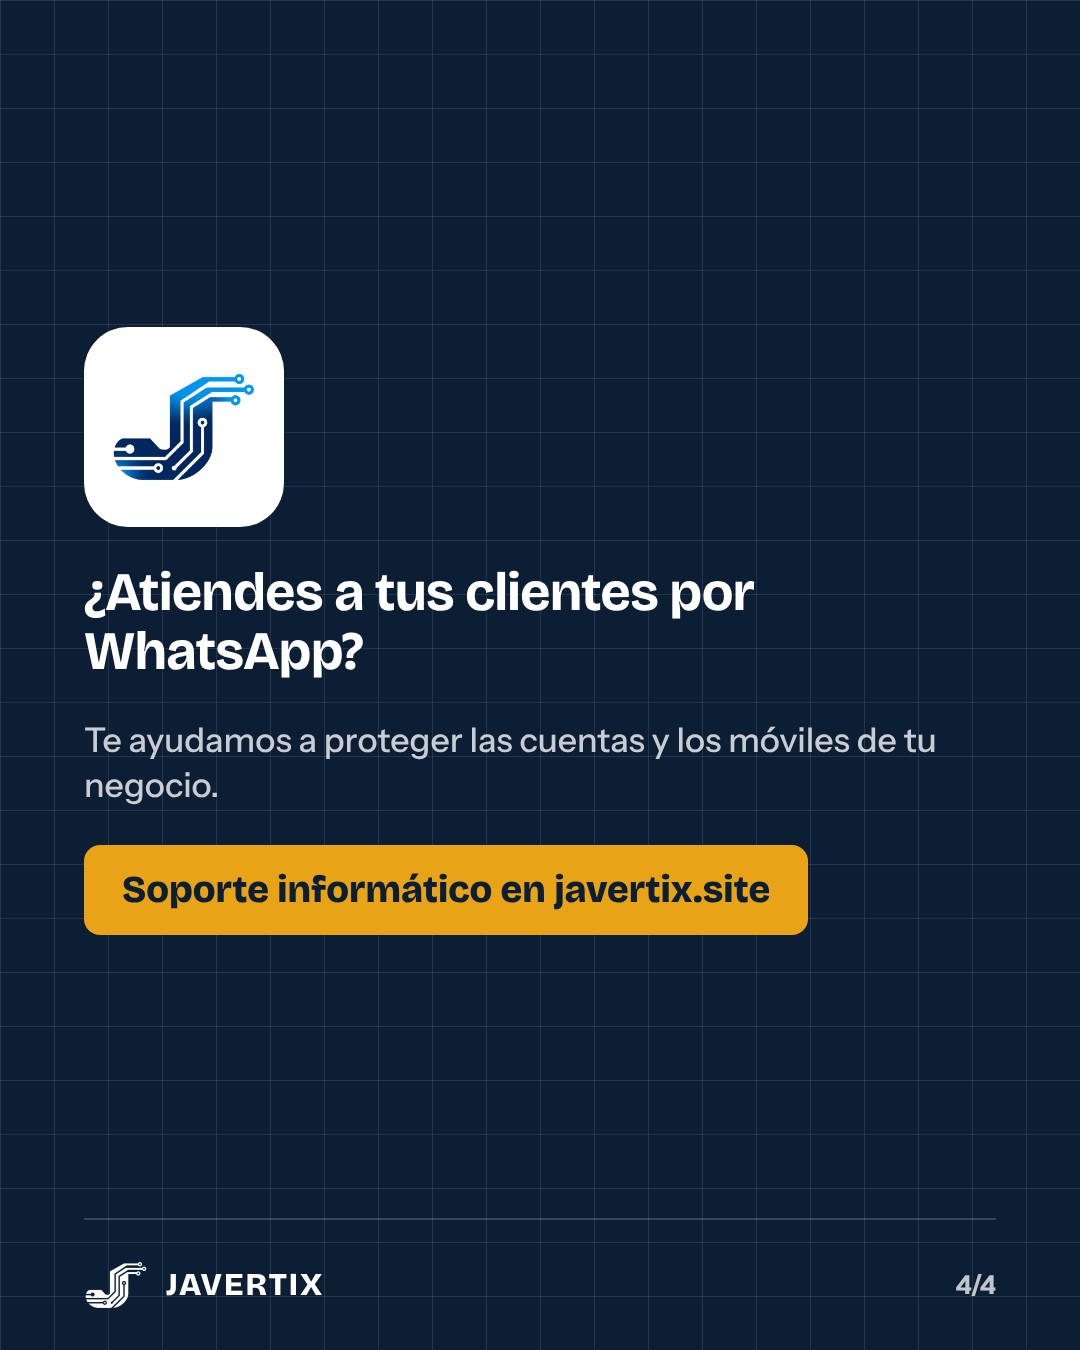 ¿Atiendes a tus clientes por
WhatsApp?
Te ayudamos a proteger las cuentas y los móviles de tu
negocio.
Soporte informático en javertix.site
JAVERTIX
4/4